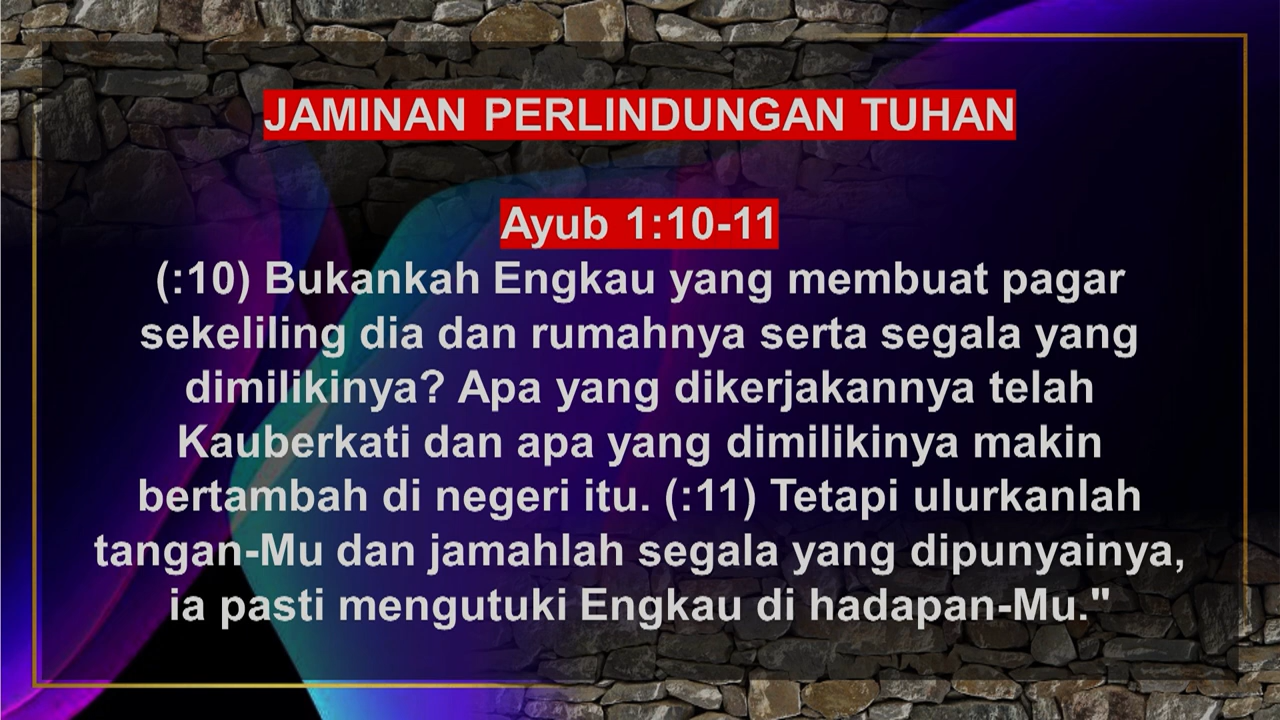 JAMINAN PERLINDUNGAN TUHAN
Ayub 1:10-11
(:10) Bukankah Engkau yang membuat pagar
sekeliling dia dan rumahnya serta segala yang
dimilikinya? Apa yang dikerjakannya telah
Kauberkati dan apa yang dimilikinya makin
bertambah di negeri itu. (:11) Tetapi ulurkanlah
tangan-Mu dan jamahlah segala yang dipunyainya,
ia pasti mengutuki Engkau di hadapan-Mu."